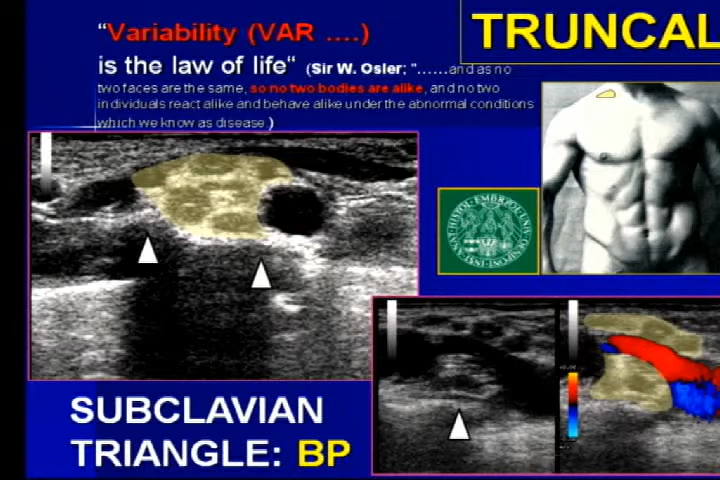 TRUNCAL
“Variability (VAR ....)
is the law of life“ (Sir W. Osler; “......and as no
two faces are the same, so no two bodies are alike, and no two
individuals react alike and behave alike under the abnormal conditions
which we know as disease.)
SUBCLAVIAN
TRIANGLE: BP